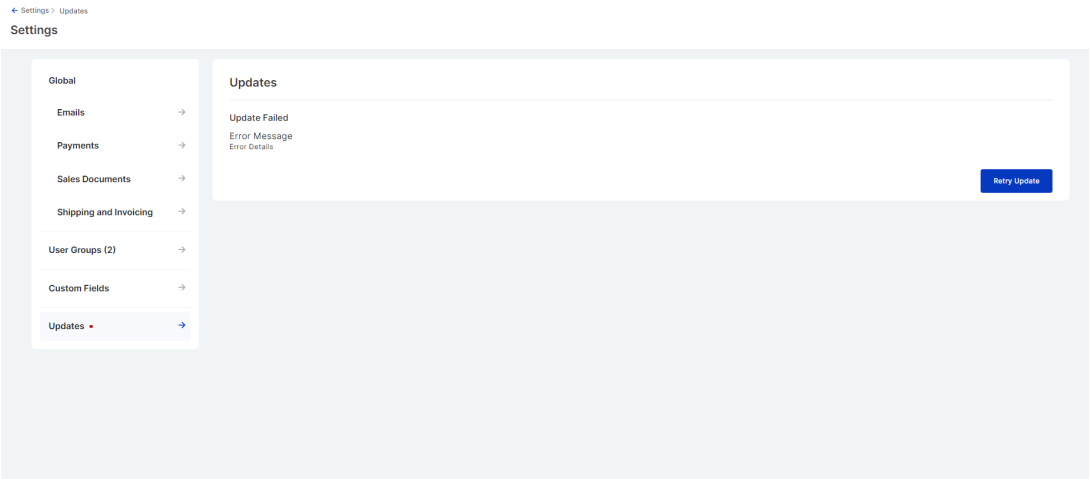 ← Settings > Updates
Settings
Global
Emails →
Payments →
Sales Documents →
Shipping and Invoicing →
User Groups (2) →
Custom Fields →
Updates • →
Updates
Update Failed
Error Message
Error Details
Retry Update